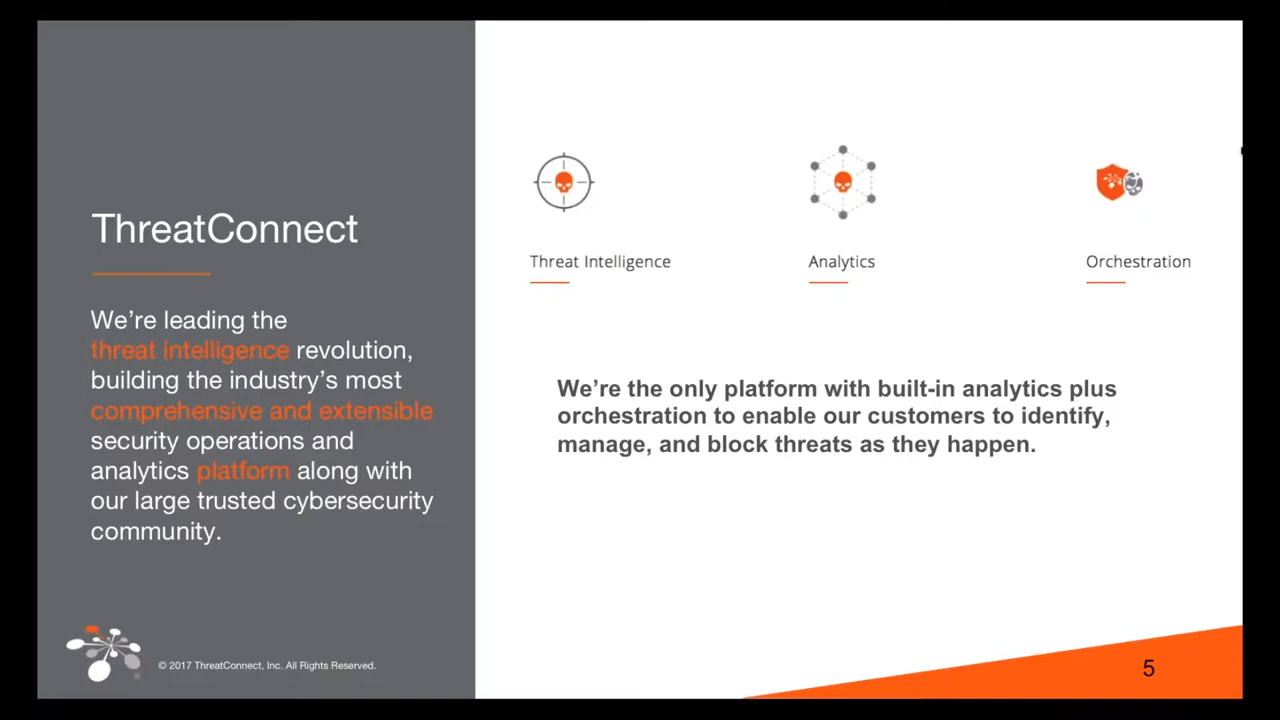 ThreatConnect
We’re leading the
threat intelligence revolution,
building the industry’s most
comprehensive and extensible
security operations and
analytics platform along with
our large trusted cybersecurity
community.
© 2017 ThreatConnect, Inc. All Rights Reserved.
Threat Intelligence
Analytics
Orchestration
We’re the only platform with built-in analytics plus
orchestration to enable our customers to identify,
manage, and block threats as they happen.
5